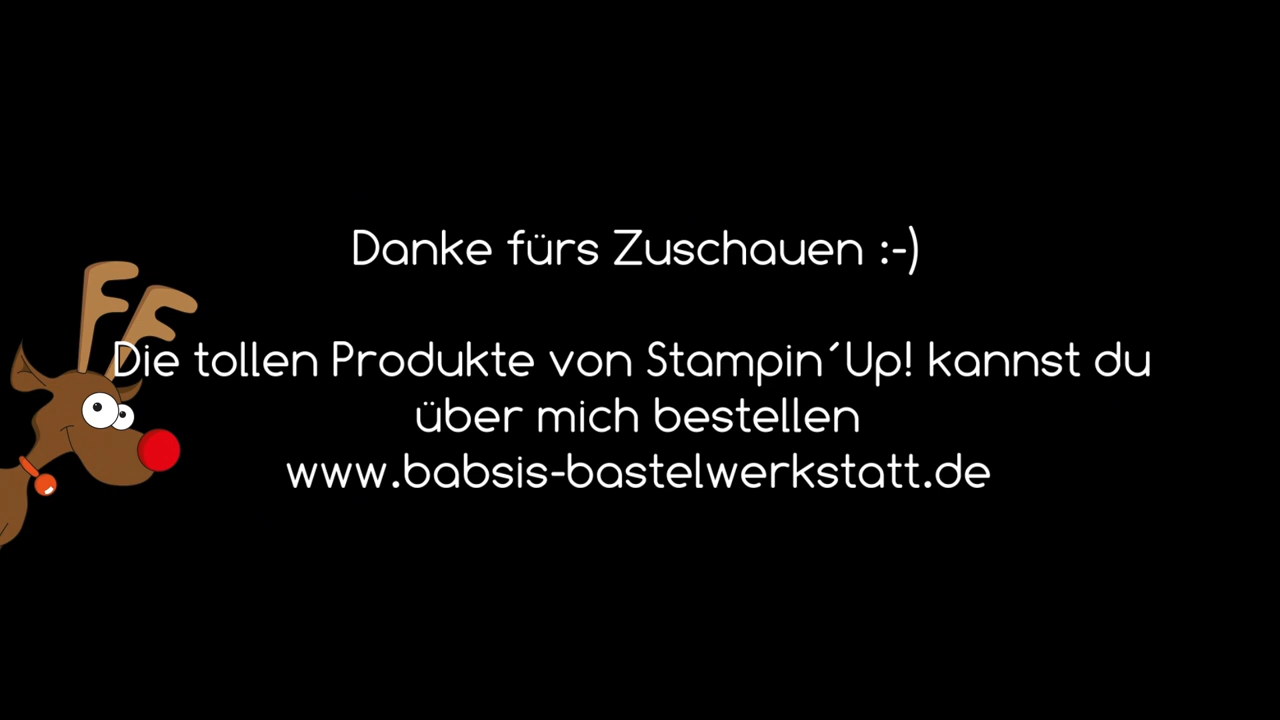 Danke fürs Zuschauen :-)
Die tollen Produkte von Stampin´Up! kannst du
über mich bestellen
www.babsis-bastelwerkstatt.de